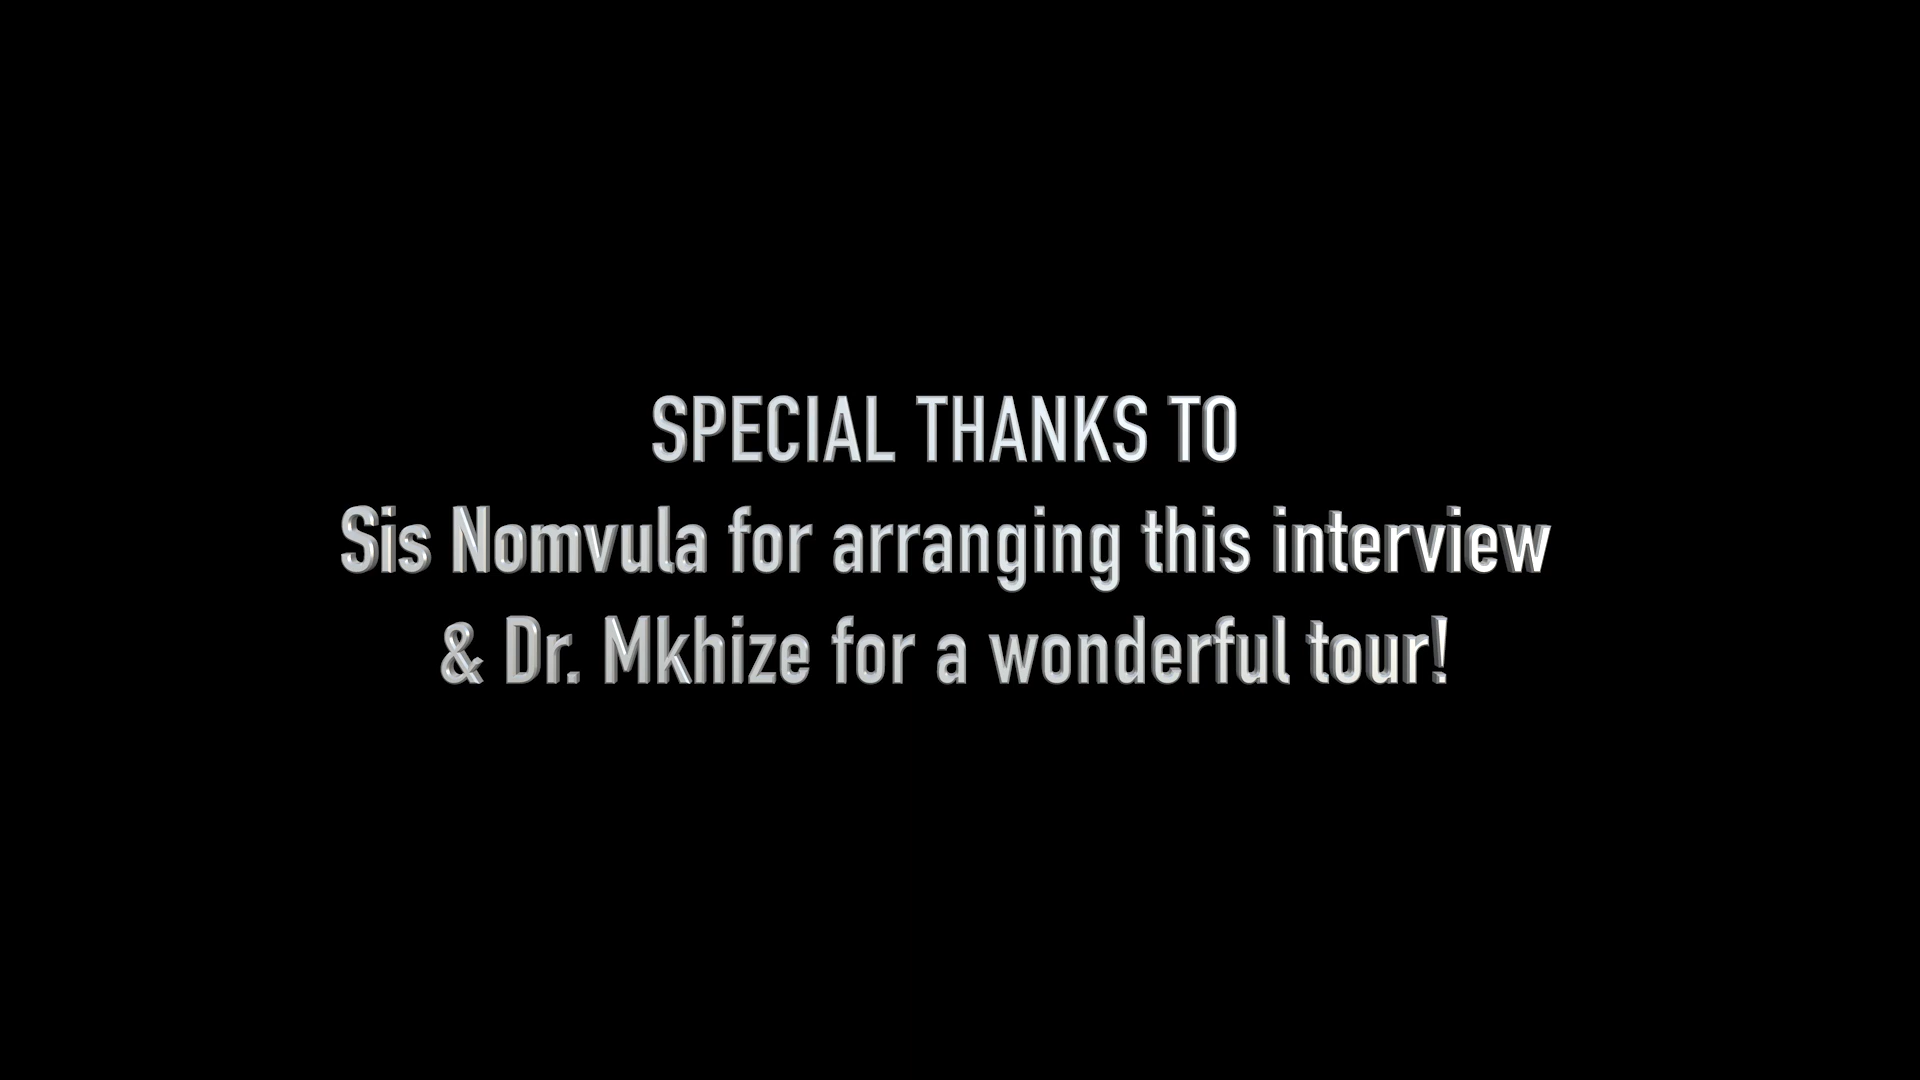 SPECIAL THANKS TO
Sis Nomvula for arranging this interview
& Dr. Mkhize for a wonderful tour!